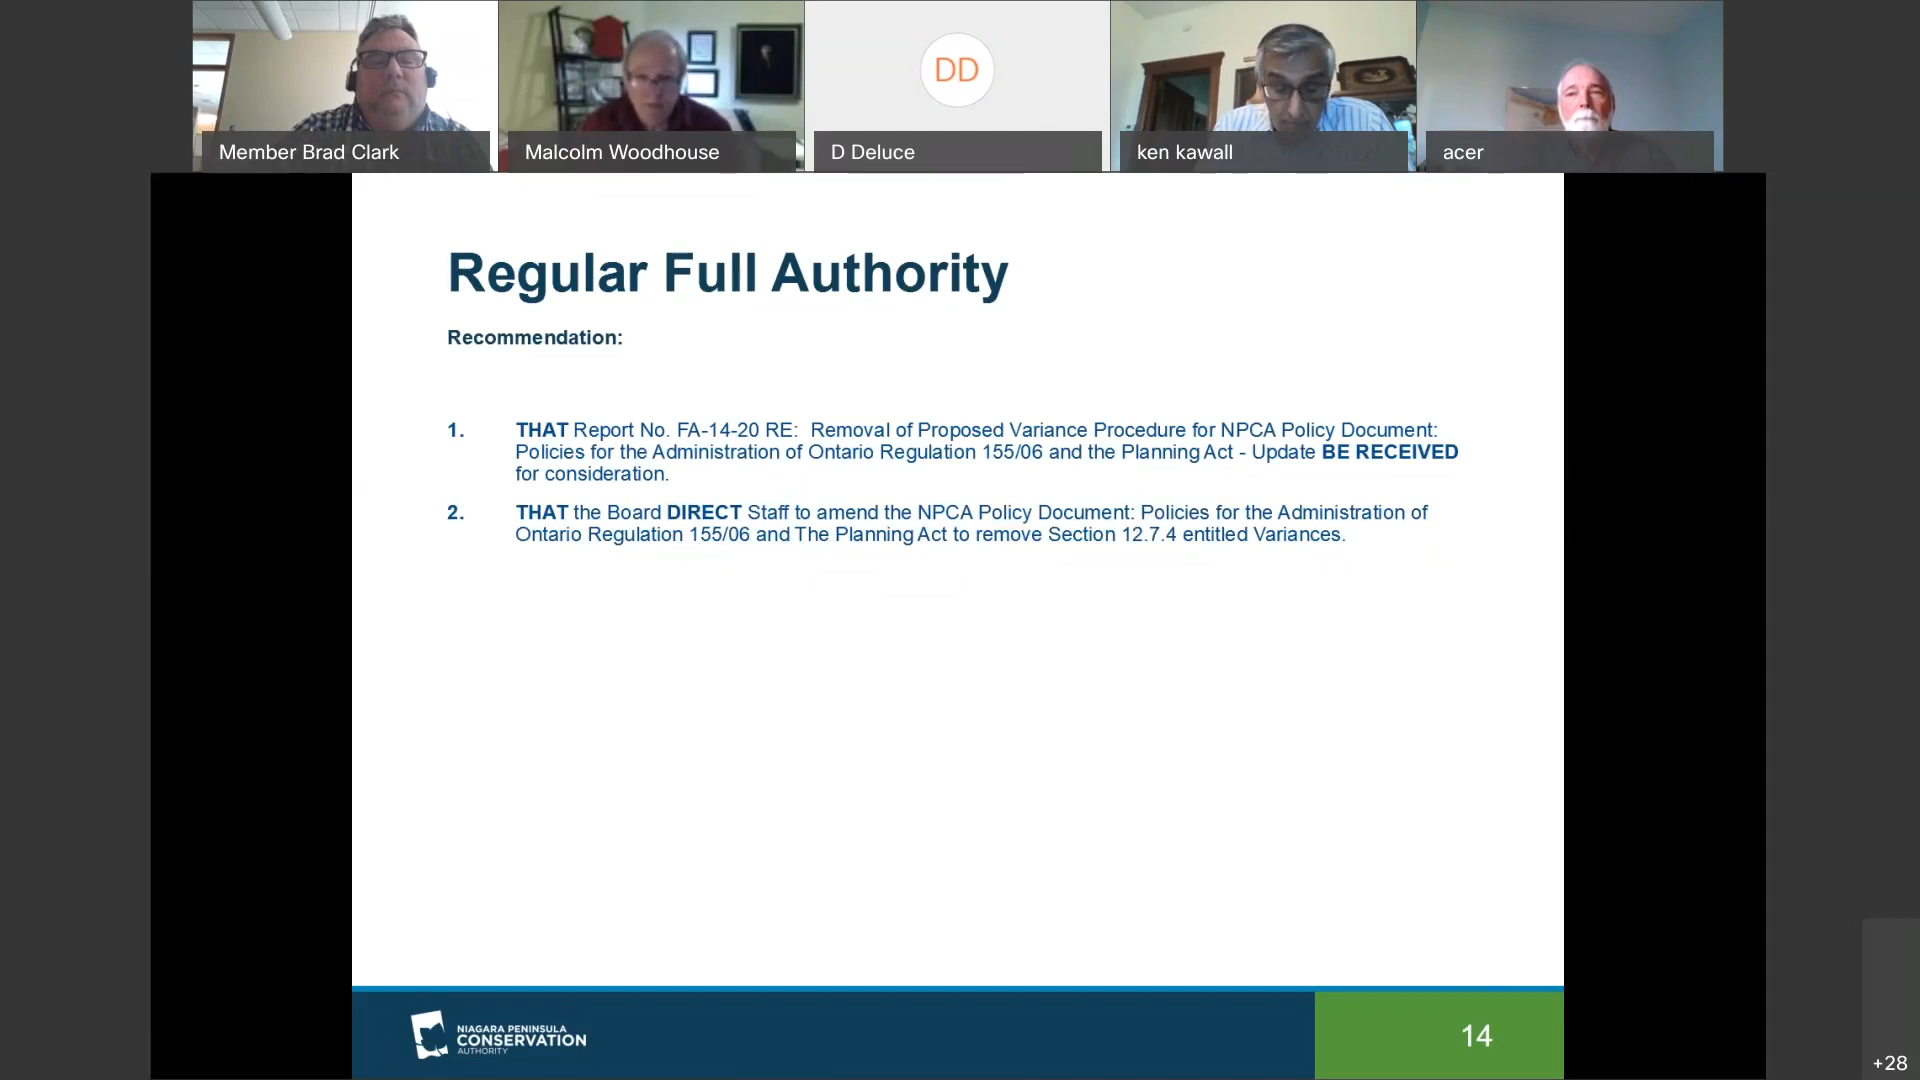 DD
Member Brad Clark
Malcolm Woodhouse
D Deluce
ken kawall
acer
Regular Full Authority
Recommendation:
1. THAT Report No. FA-14-20 RE: Removal of Proposed Variance Procedure for NPCA Policy Document:
Policies for the Administration of Ontario Regulation 155/06 and the Planning Act - Update BE RECEIVED
for consideration.
2. THAT the Board DIRECT Staff to amend the NPCA Policy Document: Policies for the Administration of
Ontario Regulation 155/06 and The Planning Act to remove Section 12.7.4 entitled Variances.
NIAGARA PENINSULA
CONSERVATION
AUTHORITY
14
+28